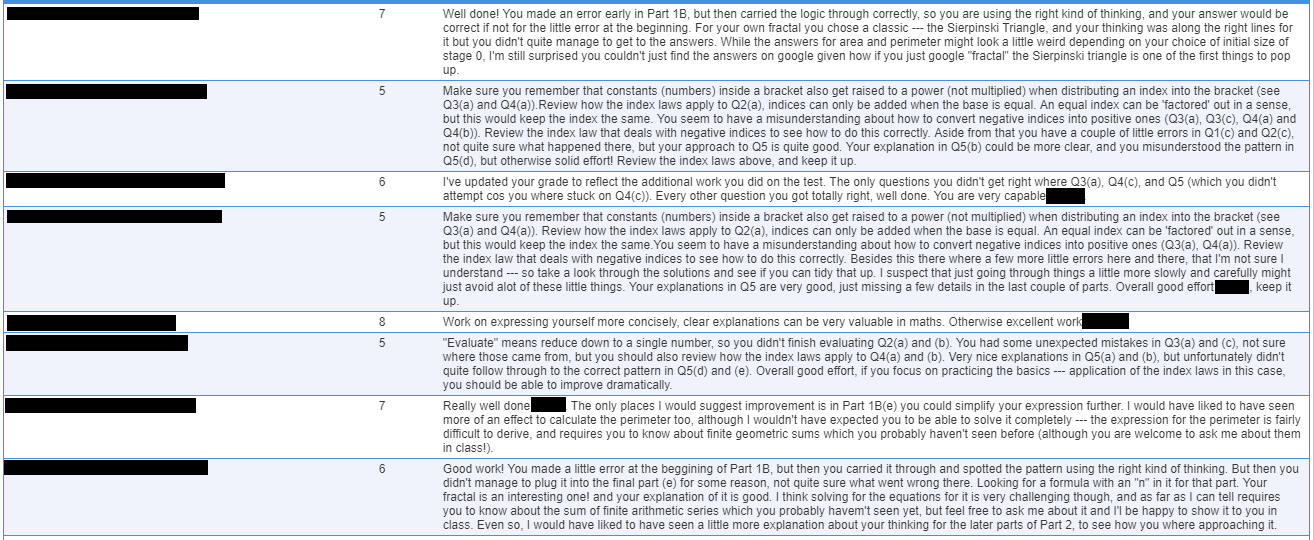 7
Well done! You made an error early in Part 1B, but then carried the logic through correctly, so you are using the right kind of thinking, and your answer would be
correct if not for the little error at the beginning. For your own fractal you chose a classic --- the Sierpinski Triangle, and your thinking was along the right lines for
it but you didn't quite manage to get to the answers. While the answers for area and perimeter might look a little weird depending on your choice of initial size of
stage 0, I'm still surprised you couldn't just find the answers on google given how if you just google "fractal" the Sierpinski triangle is one of the first things to pop
up.
5
Make sure you remember that constants (numbers) inside a bracket also get raised to a power (not multiplied) when distributing an index into the bracket (see
Q3(a) and Q4(a)).Review how the index laws apply to Q2(a), indices can only be added when the base is equal. An equal index can be 'factored' out in a sense,
but this would keep the index the same. You seem to have a misunderstanding about how to convert negative indices into positive ones (Q3(a), Q3(c), Q4(a) and
Q4(b)). Review the index law that deals with negative indices to see how to do this correctly. Aside from that you have a couple of little errors in Q1(c) and Q2(c),
not quite sure what happened there, but your approach to Q5 is quite good. Your explanation in Q5(b) could be more clear, and you misunderstood the pattern in
Q5(d), but otherwise solid effort! Review the index laws above, and keep it up.
6
I've updated your grade to reflect the additional work you did on the test. The only questions you didn't get right where Q3(a), Q4(c), and Q5 (which you didn't
attempt cos you where stuck on Q4(c)). Every other question you got totally right, well done. You are very capable
5
Make sure you remember that constants (numbers) inside a bracket also get raised to a power (not multiplied) when distributing an index into the bracket (see
Q3(a) and Q4(a)). Review how the index laws apply to Q2(a), indices can only be added when the base is equal. An equal index can be 'factored' out in a sense,
but this would keep the index the same.You seem to have a misunderstanding about how to convert negative indices into positive ones (Q3(a), Q4(a)). Review
the index law that deals with negative indices to see how to do this correctly. Besides this there where a few more little errors here and there, that I'm not sure I
understand --- so take a look through the solutions and see if you can tidy that up. I suspect that just going through things a little more slowly and carefully might
just avoid alot of these little things. Your explanations in Q5 are very good, just missing a few details in the last couple of parts. Overall good effort , keep it
up.
8
Work on expressing yourself more concisely, clear explanations can be very valuable in maths. Otherwise excellent work
5
"Evaluate" means reduce down to a single number, so you didn't finish evaluating Q2(a) and (b). You had some unexpected mistakes in Q3(a) and (c), not sure
where those came from, but you should also review how the index laws apply to Q4(a) and (b). Very nice explanations in Q5(a) and (b), but unfortunately didn't
quite follow through to the correct pattern in Q5(d) and (e). Overall good effort, if you focus on practicing the basics --- application of the index laws in this case,
you should be able to improve dramatically.
7
Really well done . The only places I would suggest improvement is in Part 1B(e) you could simplify your expression further. I would have liked to have seen
more of an effect to calculate the perimeter too, although I wouldn't have expected you to be able to solve it completely --- the expression for the perimeter is fairly
difficult to derive, and requires you to know about finite geometric sums which you probably haven't seen before (although you are welcome to ask me about them
in class!).
6
Good work! You made a little error at the beggining of Part 1B, but then you carried it through and spotted the pattern using the right kind of thinking. But then you
didn't manage to plug it into the final part (e) for some reason, not quite sure what went wrong there. Looking for a formula with an "n" in it for that part. Your
fractal is an interesting one! and your explanation of it is good. I think solving for the equations for it is very challenging though, and as far as I can tell requires
you to know about the sum of finite arithmetic series which you probably havem't seen yet, but feel free to ask me about it and I'l be happy to show it to you in
class. Even so, I would have liked to have seen a little more explanation about your thinking for the later parts of Part 2, to see how you where approaching it.